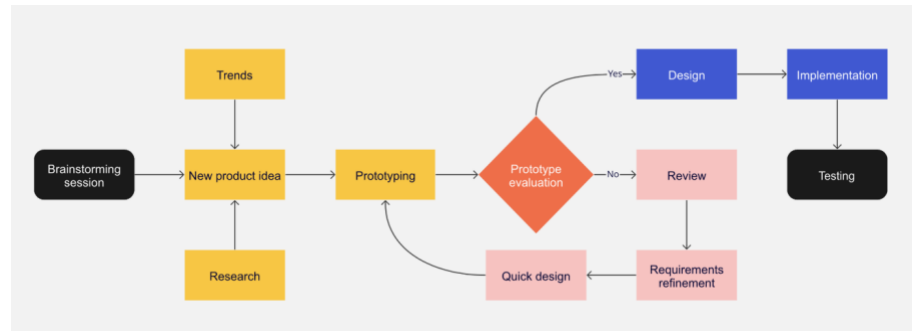 Trends
Yes
Design
Implementation
Brainstorming
session
New product idea
Prototyping
Prototype
evaluation
No
Review
Testing
Research
Quick design
Requirements
refinement